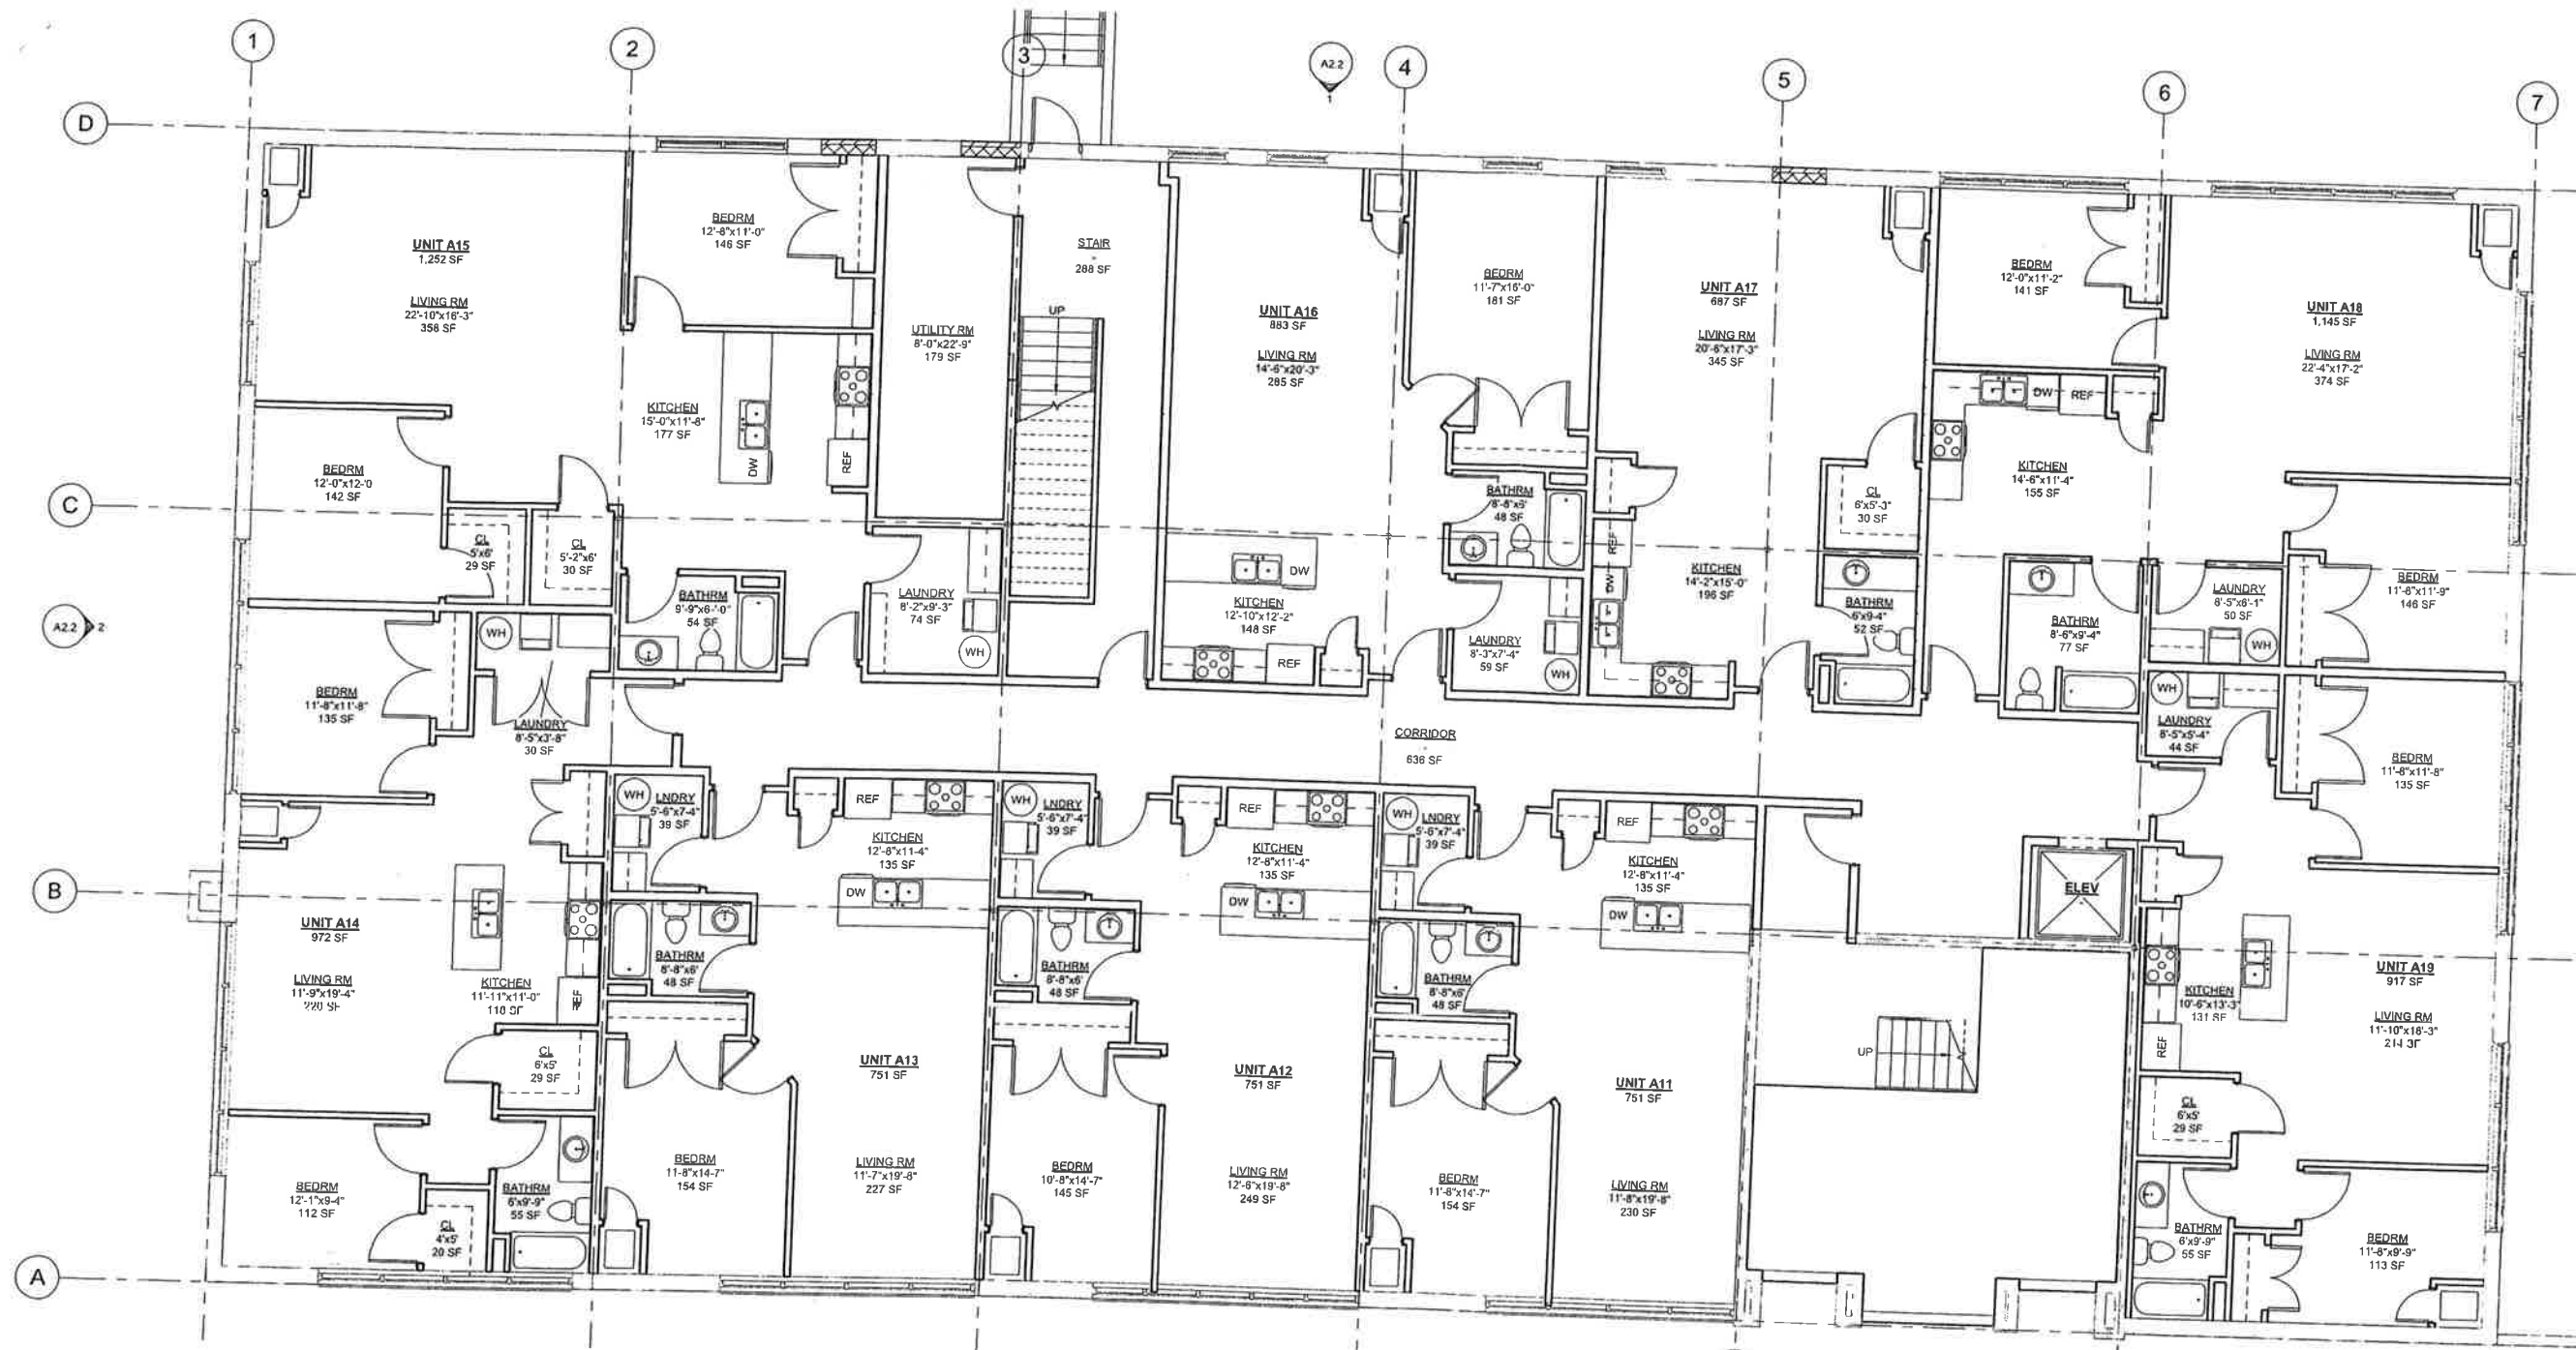 1
2
3
4
5
6
7
A2.2
1
D
C
B
A
A2.2
2
UNIT A15
1,252 SF
LIVING RM
22'-10"x16'-3"
358 SF
BEDRM
12'-8"x11'-0"
146 SF
KITCHEN
15'-0"x11'-8"
177 SF
DW
REF
BEDRM
12'-0"x12'-0
142 SF
CL
5'x6'
29 SF
CL
5'-2"x6'
30 SF
BATHRM
9'-9"x6'-0"
54 SF
LAUNDRY
8'-2"x9'-3"
74 SF
WH
UTILITY RM
8'-0"x22'-9"
179 SF
STAIR
-
288 SF
UP
UNIT A16
883 SF
LIVING RM
14'-6"x20'-3"
285 SF
BEDRM
11'-7"x16'-0"
181 SF
BATHRM
8'-8"x6'
48 SF
DW
KITCHEN
12'-10"x12'-2"
148 SF
REF
LAUNDRY
8'-3"x7'-4"
59 SF
WH
UNIT A17
687 SF
LIVING RM
20'-6"x17'-3"
345 SF
CL
6'x5'-3"
30 SF
REF
DW
KITCHEN
14'-2"x15'-0"
196 SF
BATHRM
6'x9-4"
52 SF
BEDRM
12'-0"x11'-2"
141 SF
UNIT A18
1,145 SF
LIVING RM
22'-4"x17'-2"
374 SF
DW
REF
KITCHEN
14'-6"x11'-4"
155 SF
BATHRM
8'-6"x9'-4"
77 SF
LAUNDRY
8'-5"x6'-1"
50 SF
WH
BEDRM
11'-8"x11'-9"
146 SF
WH
LAUNDRY
8'-5"x5'-4"
44 SF
BEDRM
11'-8"x11'-8"
135 SF
BEDRM
11'-8"x11'-8"
135 SF
WH
LAUNDRY
8'-5"x3'-8"
30 SF
CORRIDOR
-
636 SF
UNIT A14
972 SF
LIVING RM
11'-9"x19'-4"
220 SF
KITCHEN
11'-11"x11'-0"
118 SF
REF
CL
6'x5'
29 SF
BEDRM
12'-1"x9-4"
112 SF
CL
4'x5'
20 SF
BATHRM
6'x9'-9"
55 SF
WH
LNDRY
5'-6"x7'-4"
39 SF
REF
KITCHEN
12'-8"x11-4"
135 SF
DW
BATHRM
8'-8"x6'
48 SF
UNIT A13
751 SF
BEDRM
11-8"x14-7"
154 SF
LIVING RM
11'-7"x19'-8"
227 SF
WH
LNDRY
5'-6"x7'-4"
39 SF
REF
KITCHEN
12'-8"x11'-4"
135 SF
DW
BATHRM
8'-8"x6'
48 SF
UNIT A12
751 SF
BEDRM
10'-8"x14'-7"
145 SF
LIVING RM
12'-6"x19'-8"
249 SF
WH
LNDRY
5'-6"x7'-4"
39 SF
REF
KITCHEN
12'-8"x11'-4"
135 SF
DW
BATHRM
8'-8"x6'
48 SF
UNIT A11
751 SF
BEDRM
11'-8"x14'-7"
154 SF
LIVING RM
11'-8"x19'-8"
230 SF
ELEV
UP
UNIT A19
917 SF
KITCHEN
10'-6"x13'-3"
131 SF
LIVING RM
11'-10"x18'-3"
214 SF
REF
CL
6'x5'
29 SF
BATHRM
6'x9'-9"
55 SF
BEDRM
11'-8"x9'-9"
113 SF